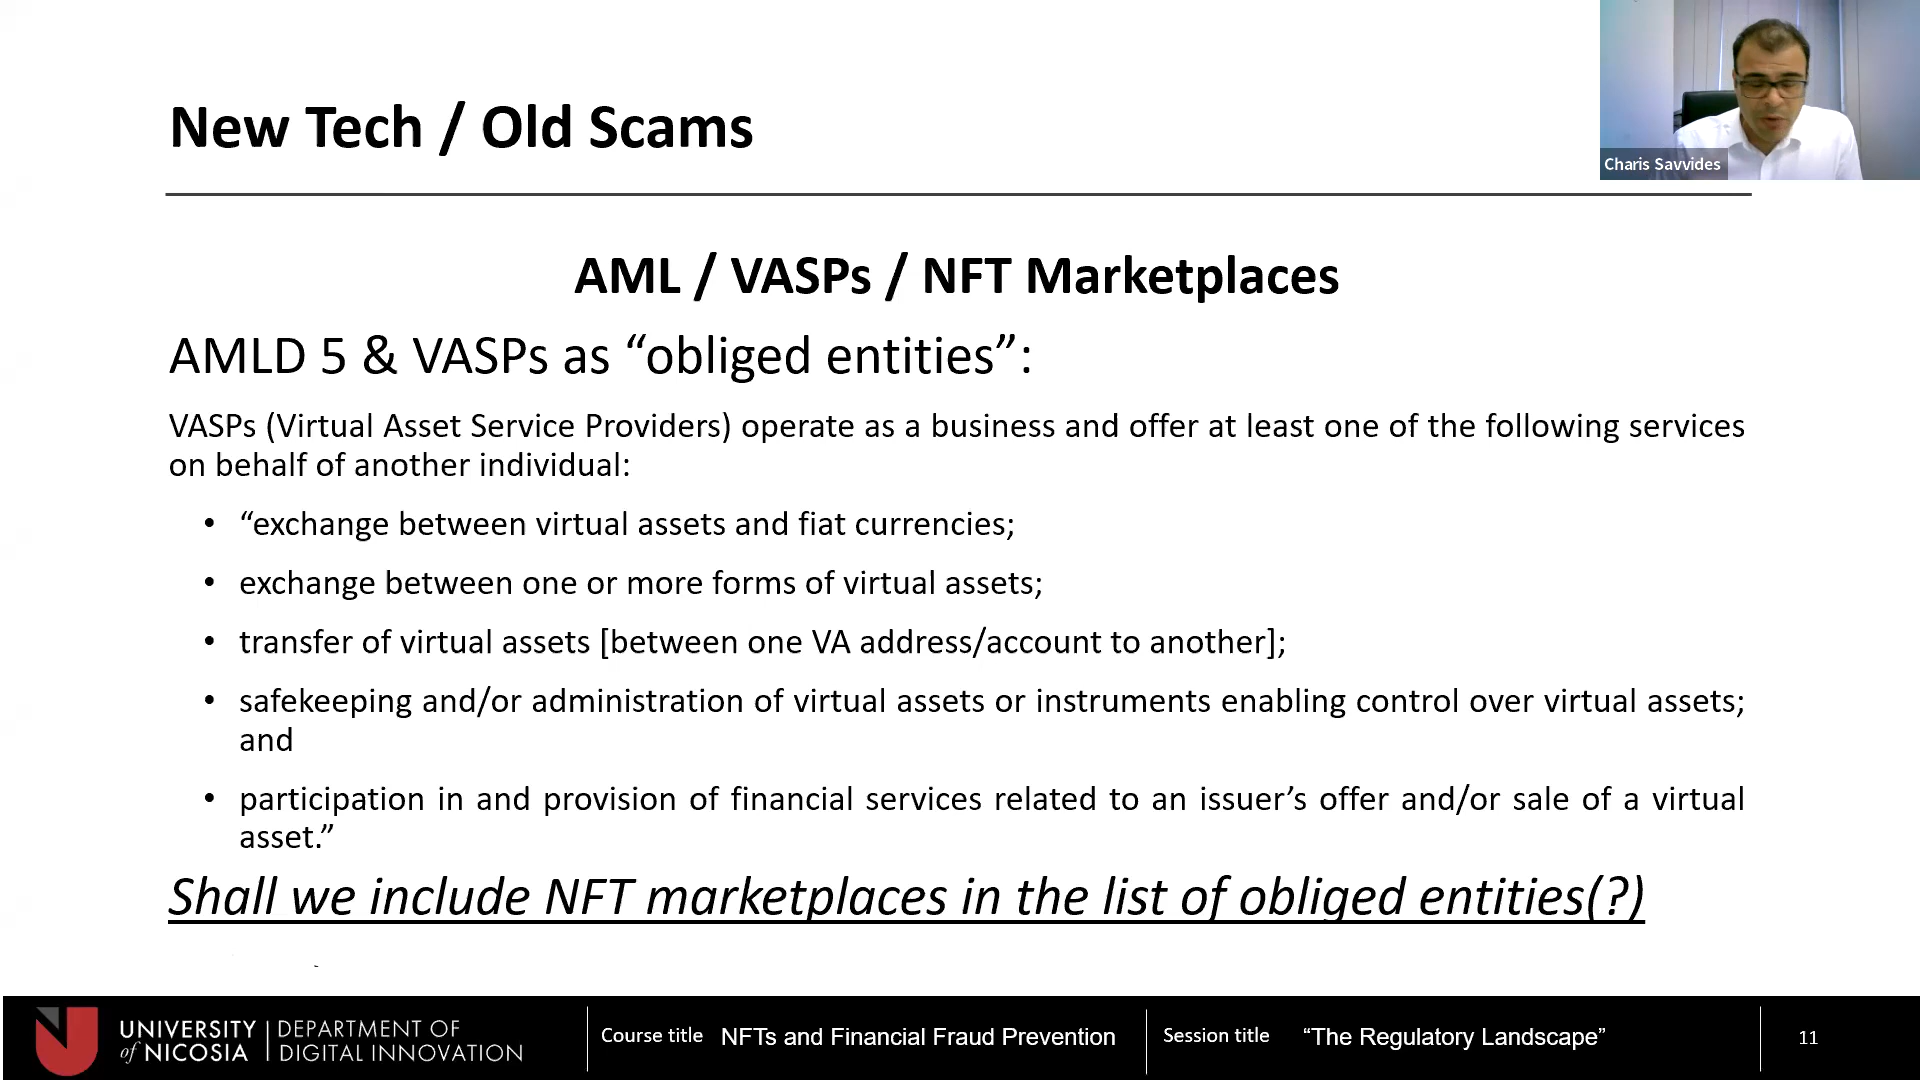 New Tech / Old Scams
Charis Savvides
AML / VASPs / NFT Marketplaces
AMLD 5 & VASPs as “obliged entities”:
VASPs (Virtual Asset Service Providers) operate as a business and offer at least one of the following services
on behalf of another individual:
• “exchange between virtual assets and fiat currencies;
• exchange between one or more forms of virtual assets;
• transfer of virtual assets [between one VA address/account to another];
• safekeeping and/or administration of virtual assets or instruments enabling control over virtual assets;
and
• participation in and provision of financial services related to an issuer’s offer and/or sale of a virtual
asset.”
Shall we include NFT marketplaces in the list of obliged entities(?)
UNIVERSITY
of NICOSIA
DEPARTMENT OF
DIGITAL INNOVATION
Course title NFTs and Financial Fraud Prevention
Session title “The Regulatory Landscape”
11